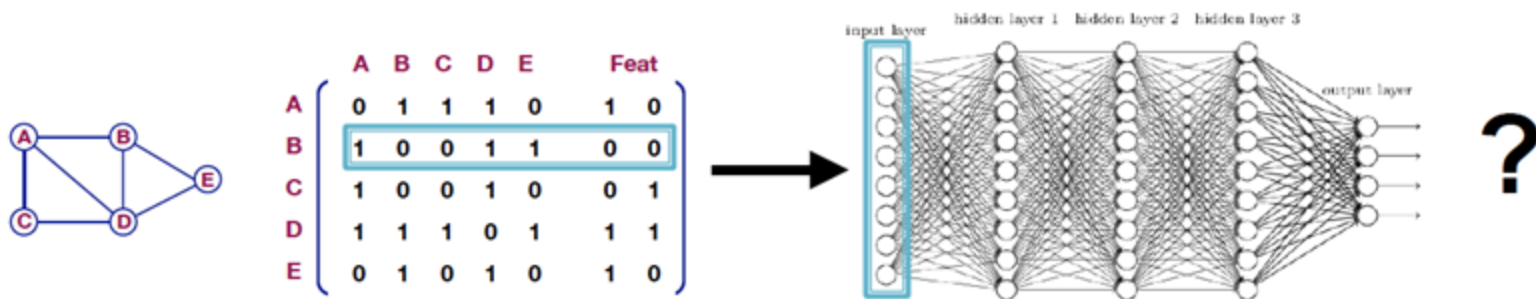 hidden layer 1 hidden layer 2 hidden layer 3
input layer
A B C D E Feat
output layer
A 0 1 1 1 0 1 0
A B
B 1 0 0 1 1 0 0
E
C 1 0 0 1 0 0 1
C D
D 1 1 1 0 1 1 1
E 0 1 0 1 0 1 0
?